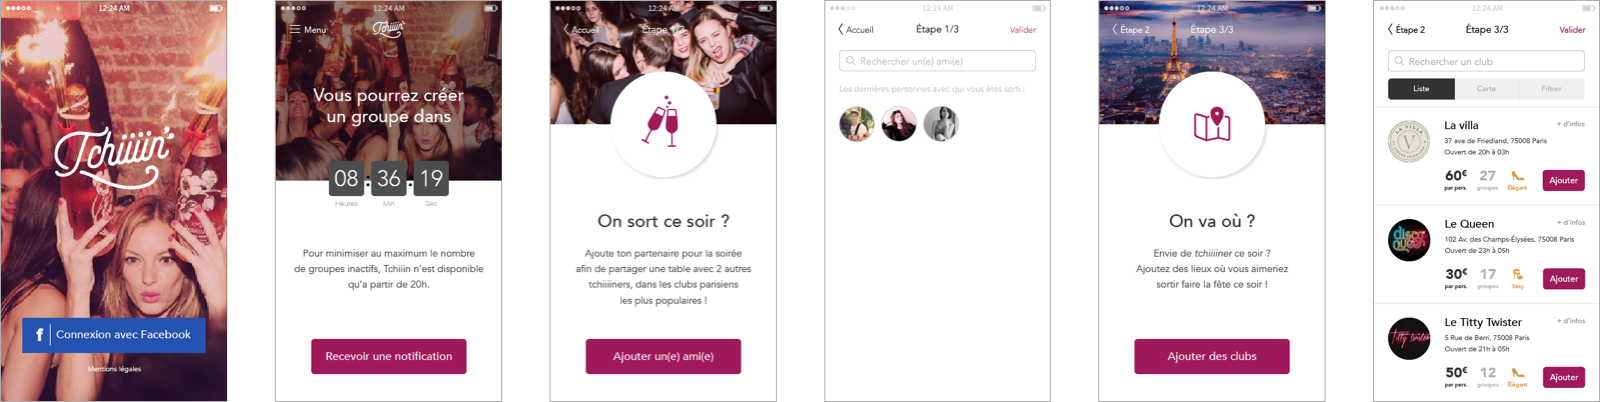 12:24 AM
Tchiiin'
Connexion avec Facebook
Mentions légales
12:24 AM
Menu
Tchiiin'
Vous pourrez créer
un groupe dans
08 : 36 : 19
Heures Min Sec
Pour minimiser au maximum le nombre
de groupes inactifs, Tchiiin n'est disponible
qu'a partir de 20h.
Recevoir une notification
12:24 AM
Accueil Étape 1/3
On sort ce soir ?
Ajoute ton partenaire pour la soirée
afin de partager une table avec 2 autres
tchiiiiners, dans les clubs parisiens
les plus populaires !
Ajouter un(e) ami(e)
12:24 AM
Accueil Étape 1/3 Valider
Rechercher un(e) ami(e)
Les dernières personnes avec qui vous êtes sorti :
12:24 AM
Étape 2 Étape 3/3
On va où ?
Envie de tchiiiiner ce soir ?
Ajoutez des lieux où vous aimeriez
sortir faire la fête ce soir !
Ajouter des clubs
12:24 AM
Étape 2 Étape 3/3 Valider
Rechercher un club
Liste Carte Filtrer
LA VILLA
V
La villa + d'infos
37 ave de Friedland, 75008 Paris
Ouvert de 20h à 03h
60€ 27
par pers. groupes Élégant Ajouter
disco
queen
Le Queen + d'infos
102 Av. des Champs-Élysées, 75008 Paris
Ouvert de 23h à 05h
30€ 17
par pers. groupes Sexy Ajouter
titty twister
Le Titty Twister + d'infos
5 Rue de Berri, 75008 Paris
Ouvert de 21h à 05h
50€ 12
par pers. groupes Élégant Ajouter